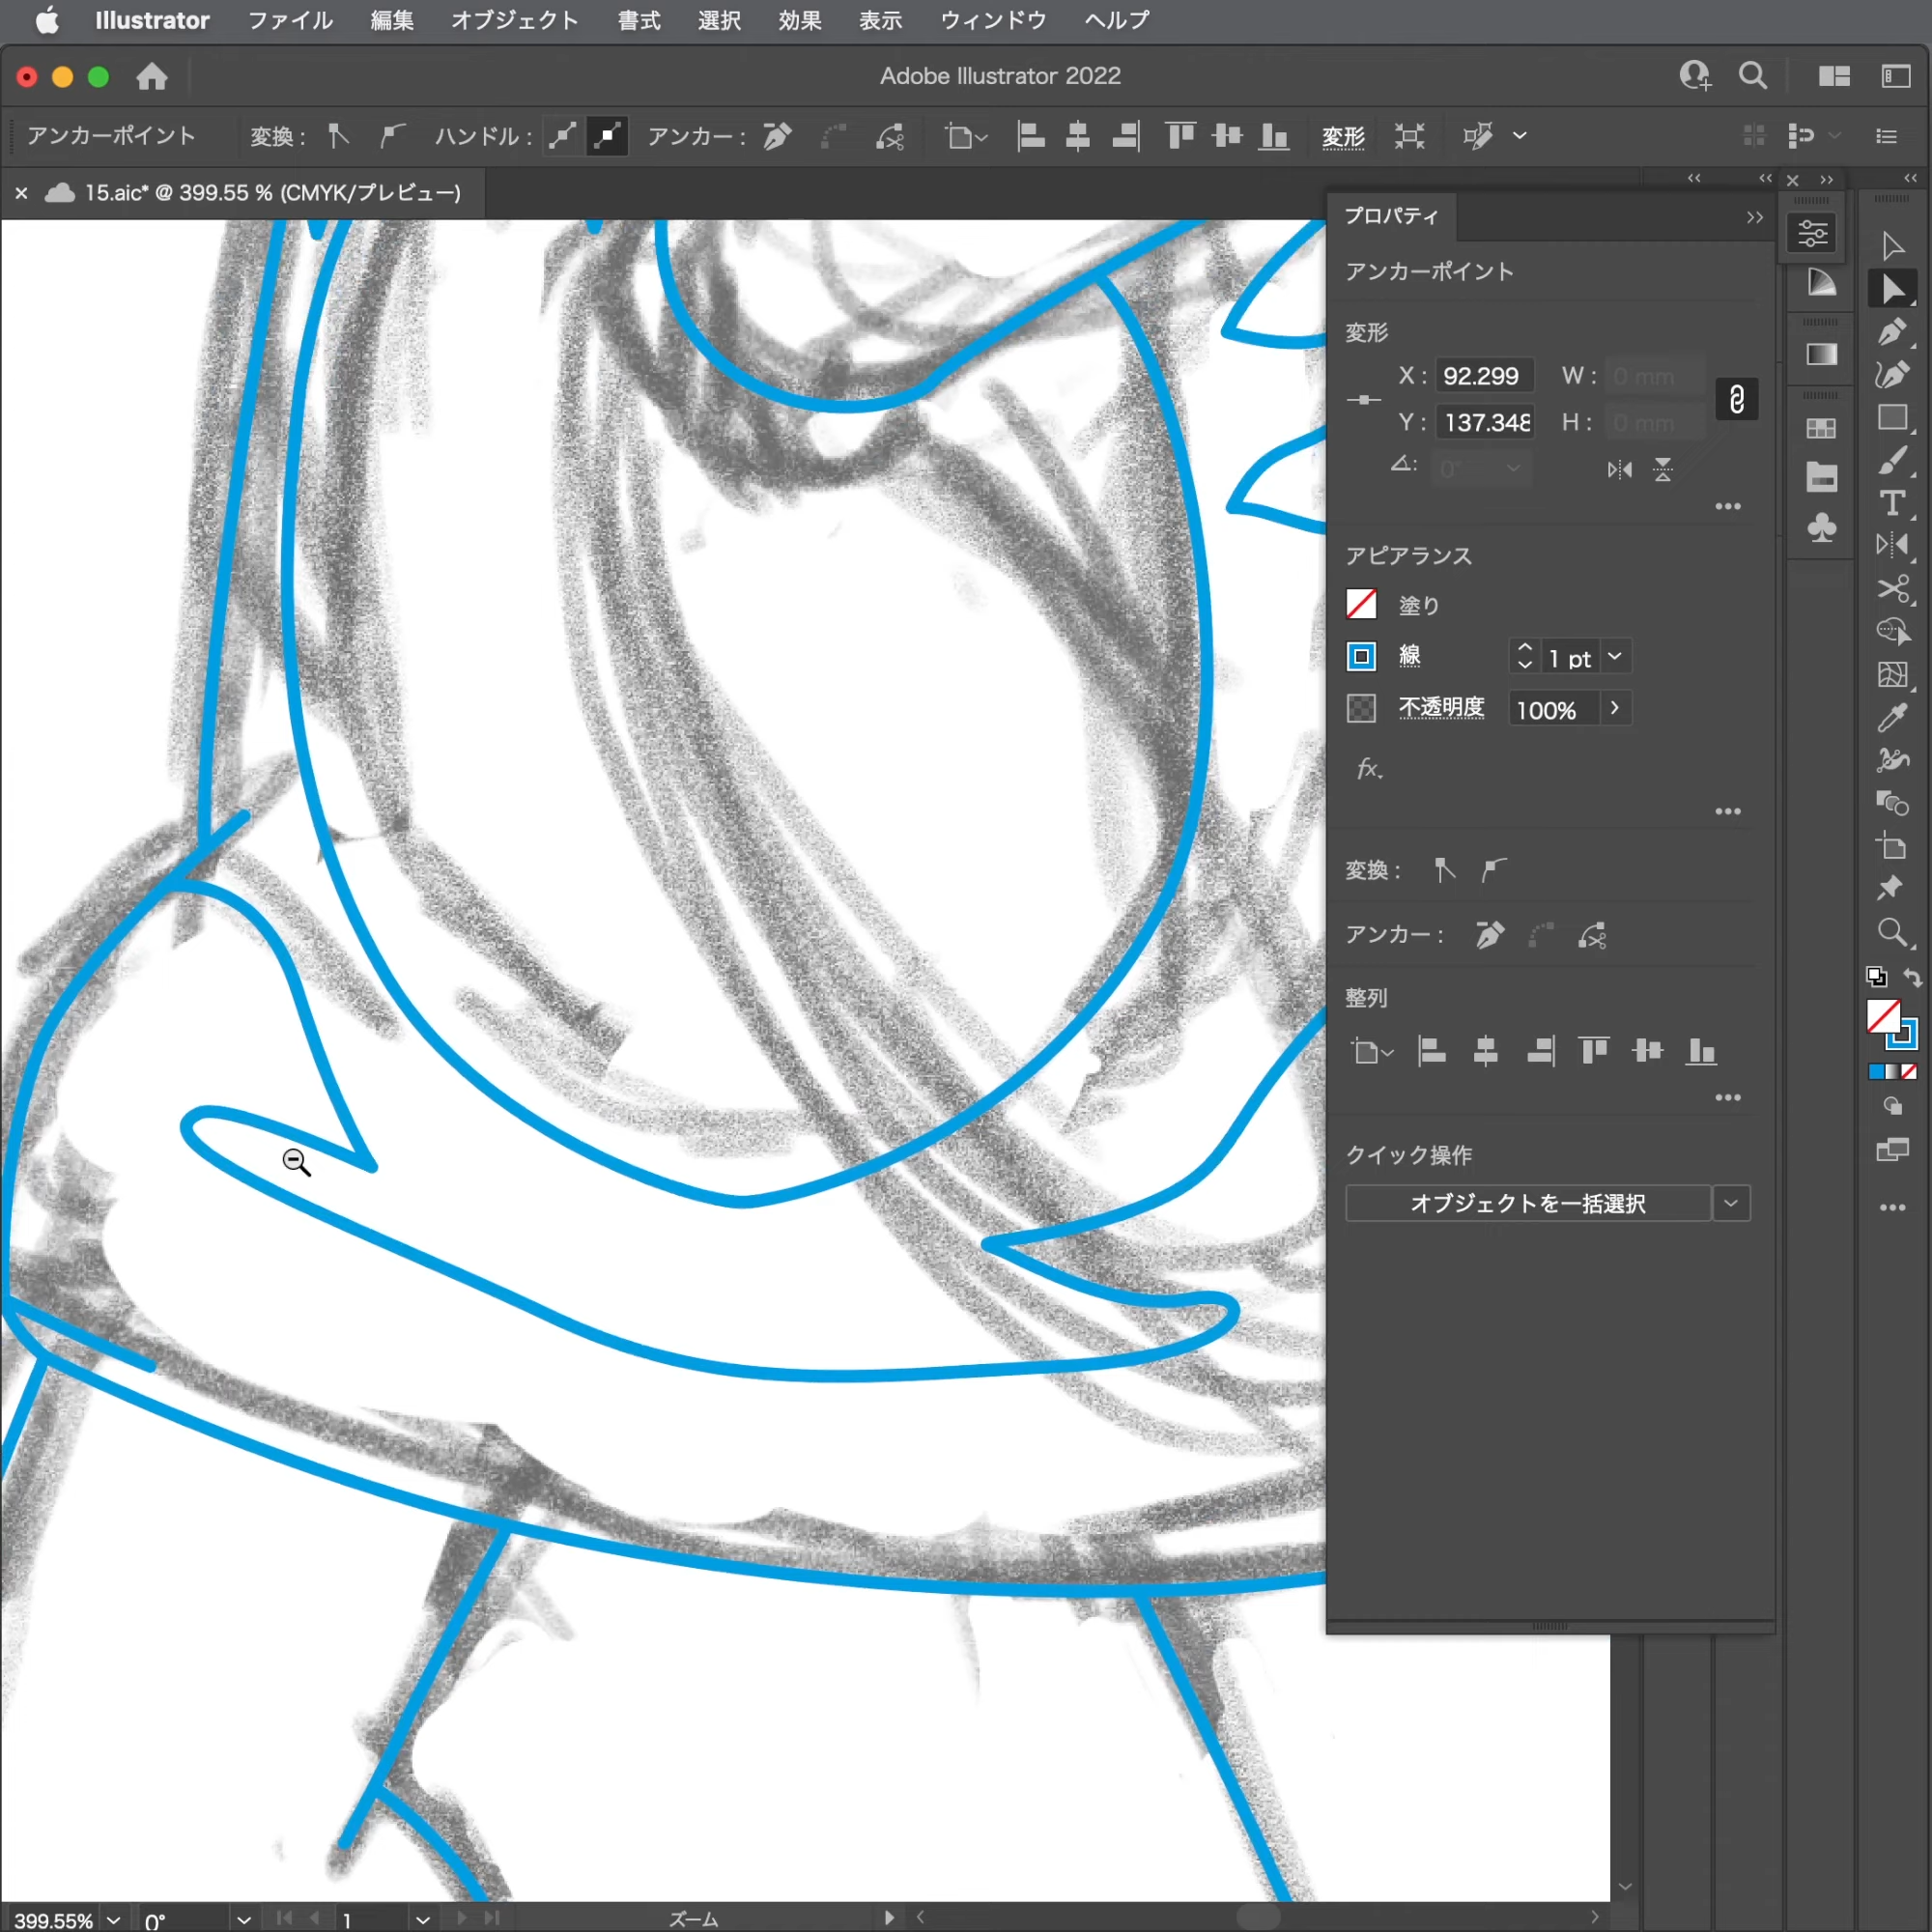 Illustrator ファイル 編集 オブジェクト 書式 選択 効果 表示 ウィンドウ ヘルプ
Adobe Illustrator 2022
アンカーポイント 変換： ハンドル： アンカー： 変形
15.aic* @ 399.55 % (CMYK/プレビュー)
プロパティ
アンカーポイント
変形
X： 92.299 W： 0 mm
Y： 137.348 H： 0 mm
0°
アピアランス
塗り
線 1 pt
不透明度 100%
fx.
変換：
アンカー：
整列
クイック操作
オブジェクトを一括選択
399.55% 0° 1 ズーム